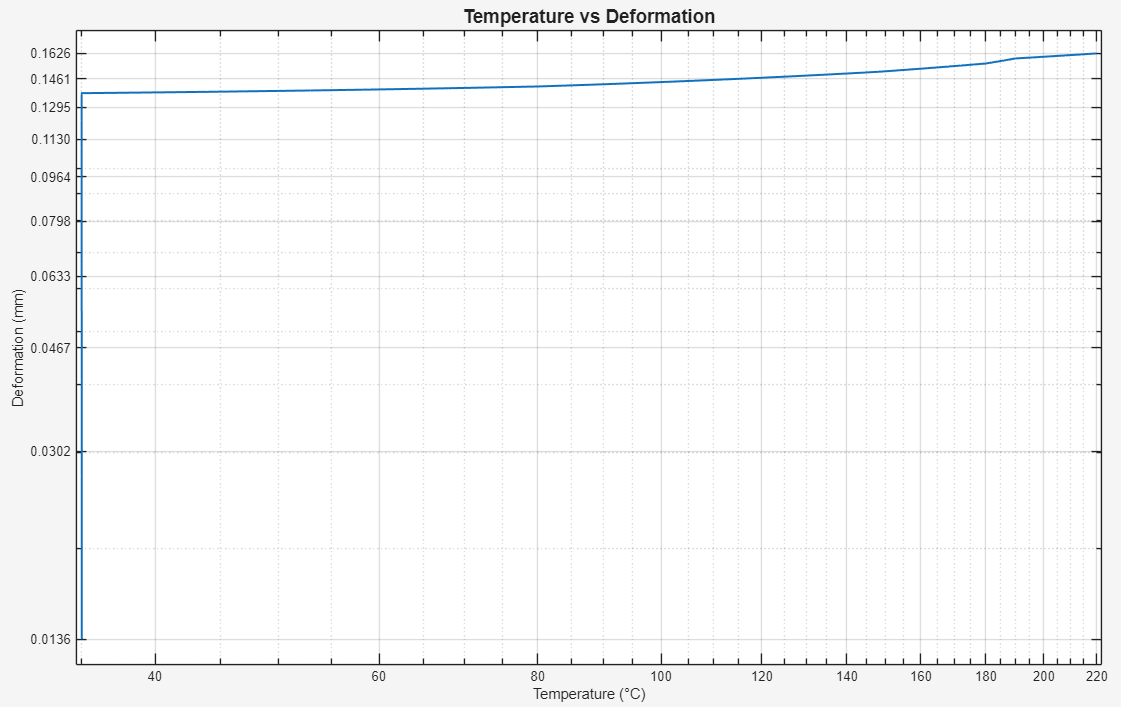 Temperature vs Deformation
0.1626
0.1461
0.1295
0.1130
0.0964
0.0798
0.0633
0.0467
0.0302
0.0136
Deformation (mm)
40 60 80 100 120 140 160 180 200 220
Temperature (°C)